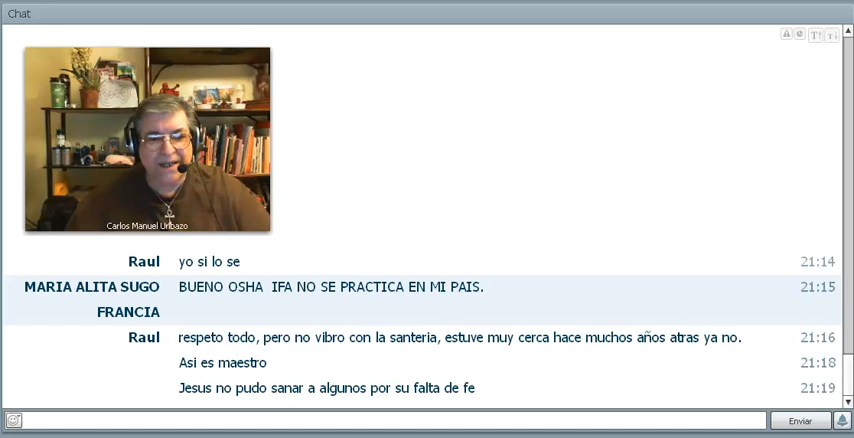 Chat
Carlos Manuel Uribazo
Raul yo si lo se 21:14
MARIA ALITA SUGO BUENO OSHA IFA NO SE PRACTICA EN MI PAIS. 21:15
FRANCIA
Raul respeto todo, pero no vibro con la santeria, estuve muy cerca hace muchos años atras ya no. 21:16
Asi es maestro 21:18
Jesus no pudo sanar a algunos por su falta de fe 21:19
Enviar